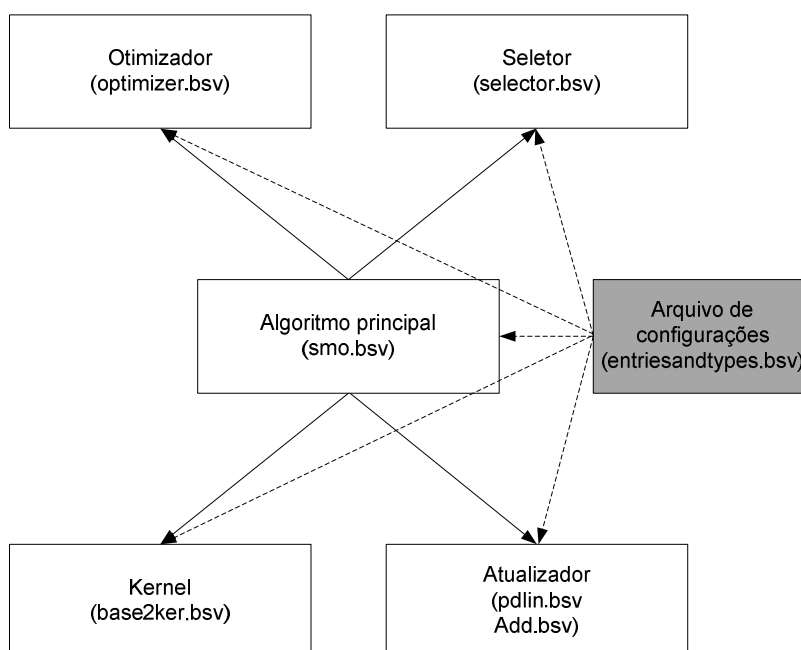 Otimizador
(optimizer.bsv)
Seletor
(selector.bsv)
Algoritmo principal
(smo.bsv)
Arquivo de
configurações
(entriesandtypes.bsv)
Kernel
(base2ker.bsv)
Atualizador
(pdlin.bsv
Add.bsv)